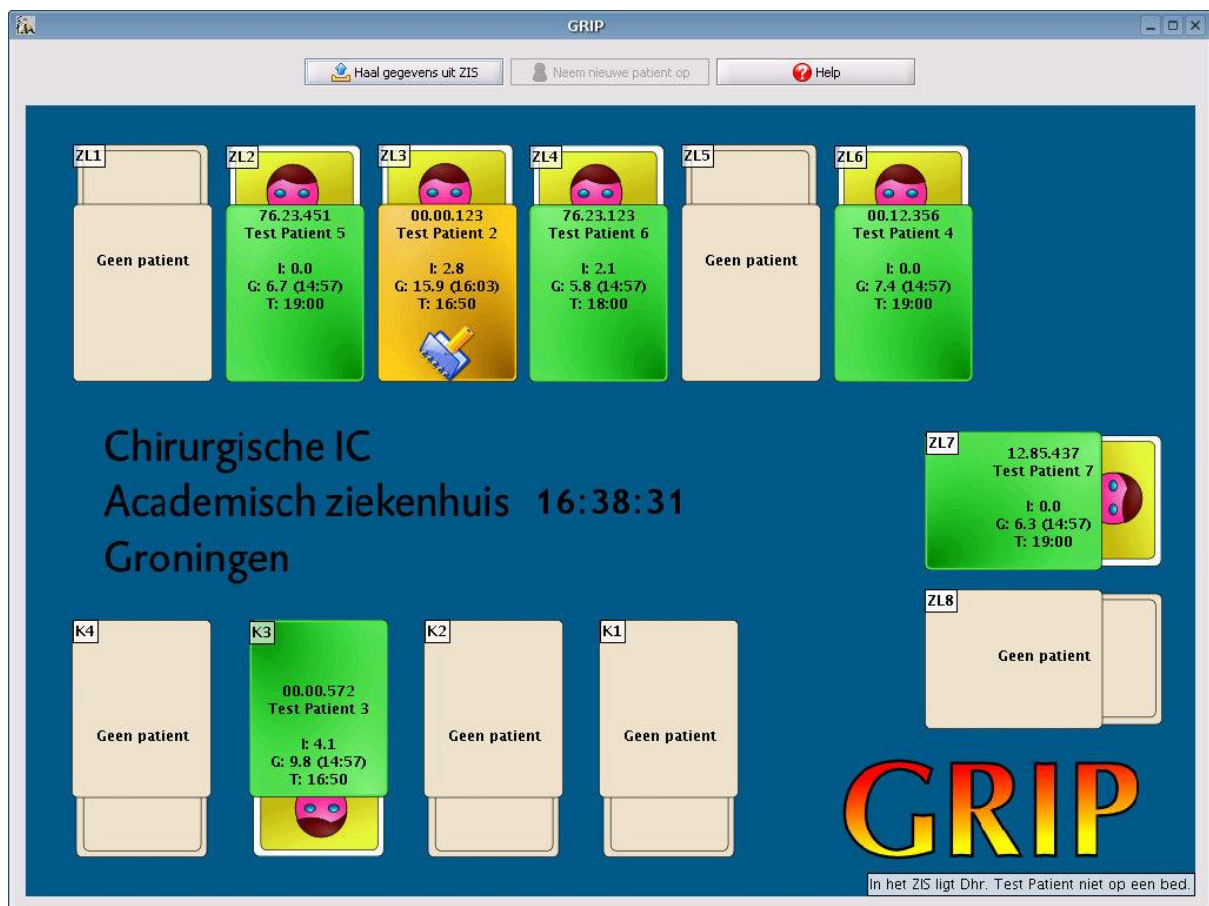 GRIP
Haal gegevens uit ZIS
Neem nieuwe patient op
Help
ZL1
Geen patient
ZL2
76.23.451
Test Patient 5
I: 0.0
G: 6.7 (14:57)
T: 19:00
ZL3
00.00.123
Test Patient 2
I: 2.8
G: 15.9 (16:03)
T: 16:50
ZL4
76.23.123
Test Patient 6
I: 2.1
G: 5.8 (14:57)
T: 18:00
ZL5
Geen patient
ZL6
00.12.356
Test Patient 4
I: 0.0
G: 7.4 (14:57)
T: 19:00
Chirurgische IC
Academisch ziekenhuis 16:38:31
Groningen
ZL7
12.85.437
Test Patient 7
I: 0.0
G: 6.3 (14:57)
T: 19:00
ZL8
Geen patient
K4
Geen patient
K3
00.00.572
Test Patient 3
I: 4.1
G: 9.8 (14:57)
T: 16:50
K2
Geen patient
K1
Geen patient
GRIP
In het ZIS ligt Dhr. Test Patient niet op een bed.